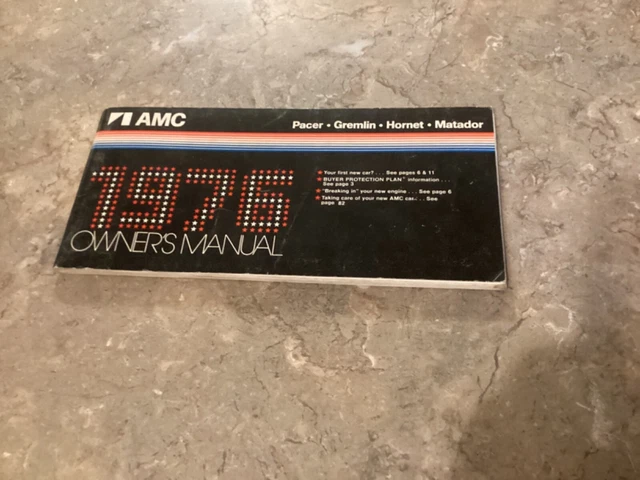 AMC
Pacer • Gremlin • Hornet • Matador
1976
OWNER'S MANUAL
Your first new car? . . . See pages 6 & 11
BUYER PROTECTION PLAN™ information . . .
See page 3
"Breaking in" your new engine . . . See page 6
Taking care of your new AMC car. . . See
page 82